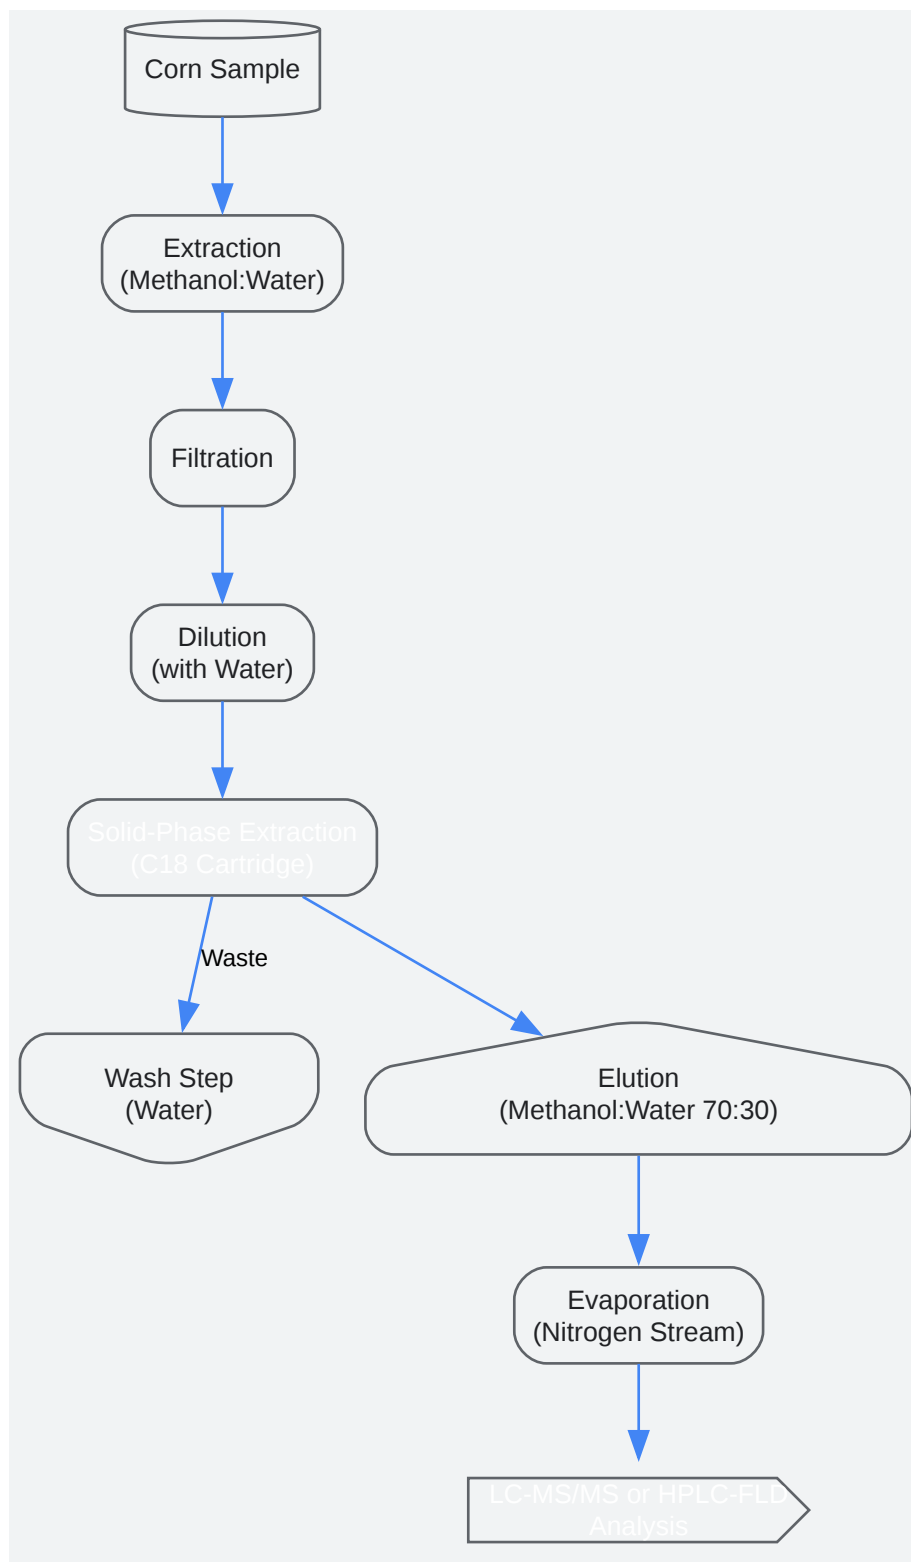 Corn Sample
Extraction
(Methanol:Water)
Filtration
Dilution
(with Water)
Solid-Phase Extraction
(C18 Cartridge)
Waste
Wash Step
(Water)
Elution
(Methanol:Water 70:30)
Evaporation
(Nitrogen Stream)
LC-MS/MS or HPLC-FLD
Analysis